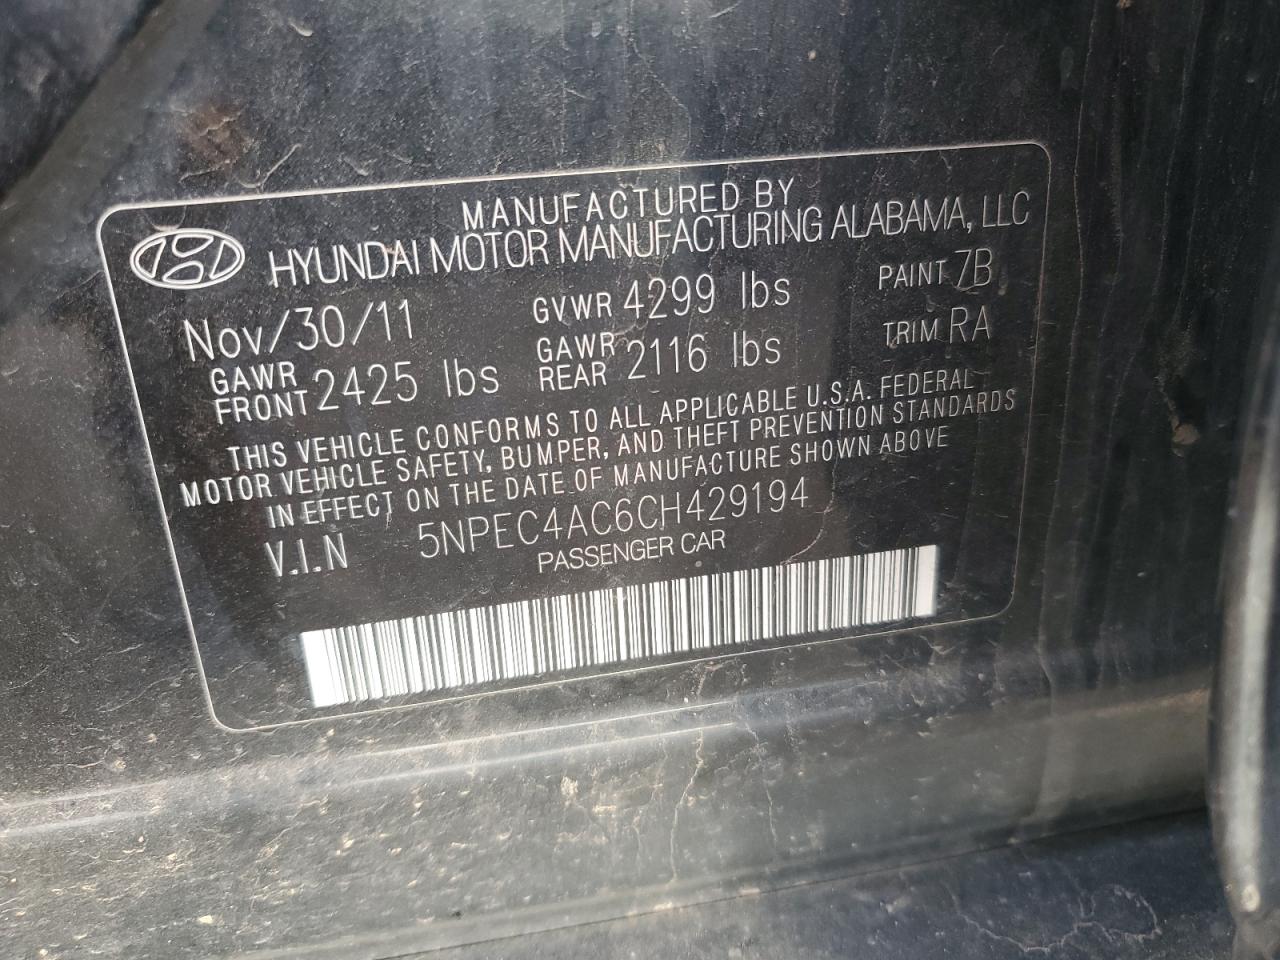 MANUFACTURED BY
HYUNDAI MOTOR MANUFACTURING ALABAMA, LLC
Nov/30/11 GVWR 4299 lbs PAINT 7B
GAWR FRONT 2425 lbs GAWR REAR 2116 lbs TRIM RA
THIS VEHICLE CONFORMS TO ALL APPLICABLE U.S.A. FEDERAL
MOTOR VEHICLE SAFETY, BUMPER, AND THEFT PREVENTION STANDARDS
IN EFFECT ON THE DATE OF MANUFACTURE SHOWN ABOVE
V.I.N 5NPEC4AC6CH429194
PASSENGER CAR